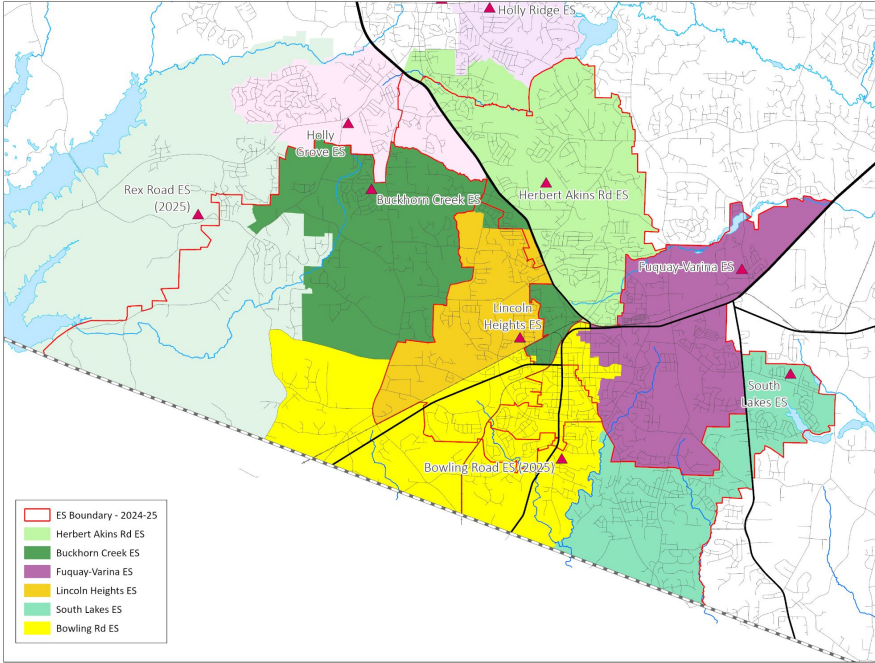 Holly Ridge ES
Holly
Grove ES
Rex Road ES
(2025)
Buckhorn Creek ES
Herbert Akins Rd ES
Fuquay-Varina ES
Lincoln
Heights ES
South
Lakes ES
Bowling Road ES (2025)
ES Boundary - 2024-25
Herbert Akins Rd ES
Buckhorn Creek ES
Fuquay-Varina ES
Lincoln Heights ES
South Lakes ES
Bowling Rd ES